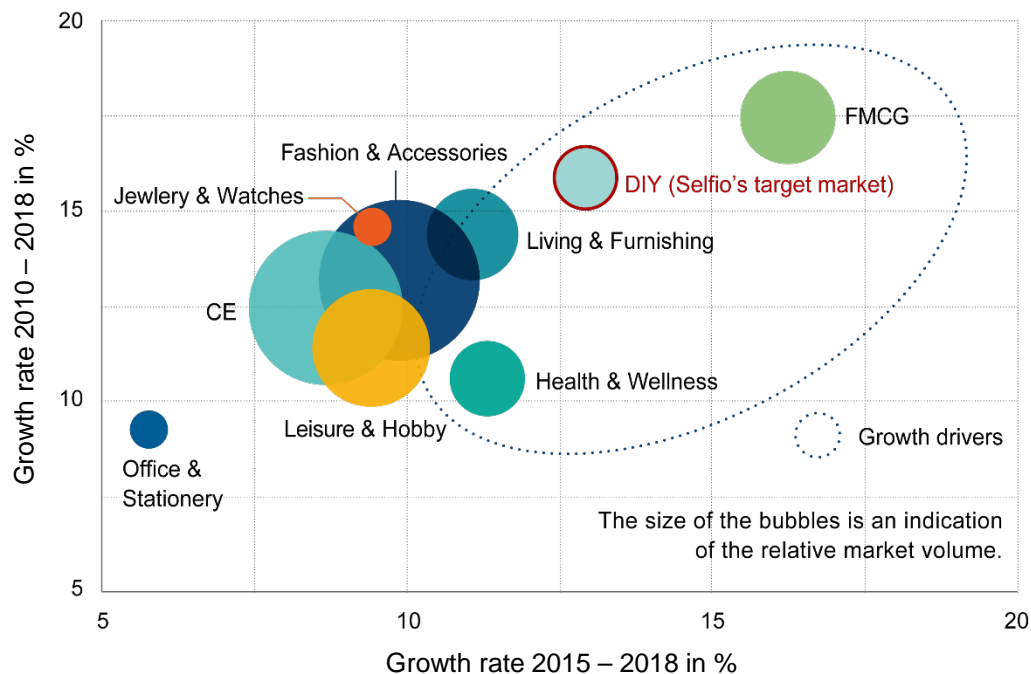 20
15
10
5
Growth rate 2010 – 2018 in %
Fashion & Accessories
Jewlery & Watches
FMCG
DIY (Selfio’s target market)
Living & Furnishing
CE
Health & Wellness
Leisure & Hobby
Growth drivers
Office &
Stationery
The size of the bubbles is an indication
of the relative market volume.
5
10
15
20
Growth rate 2015 – 2018 in %